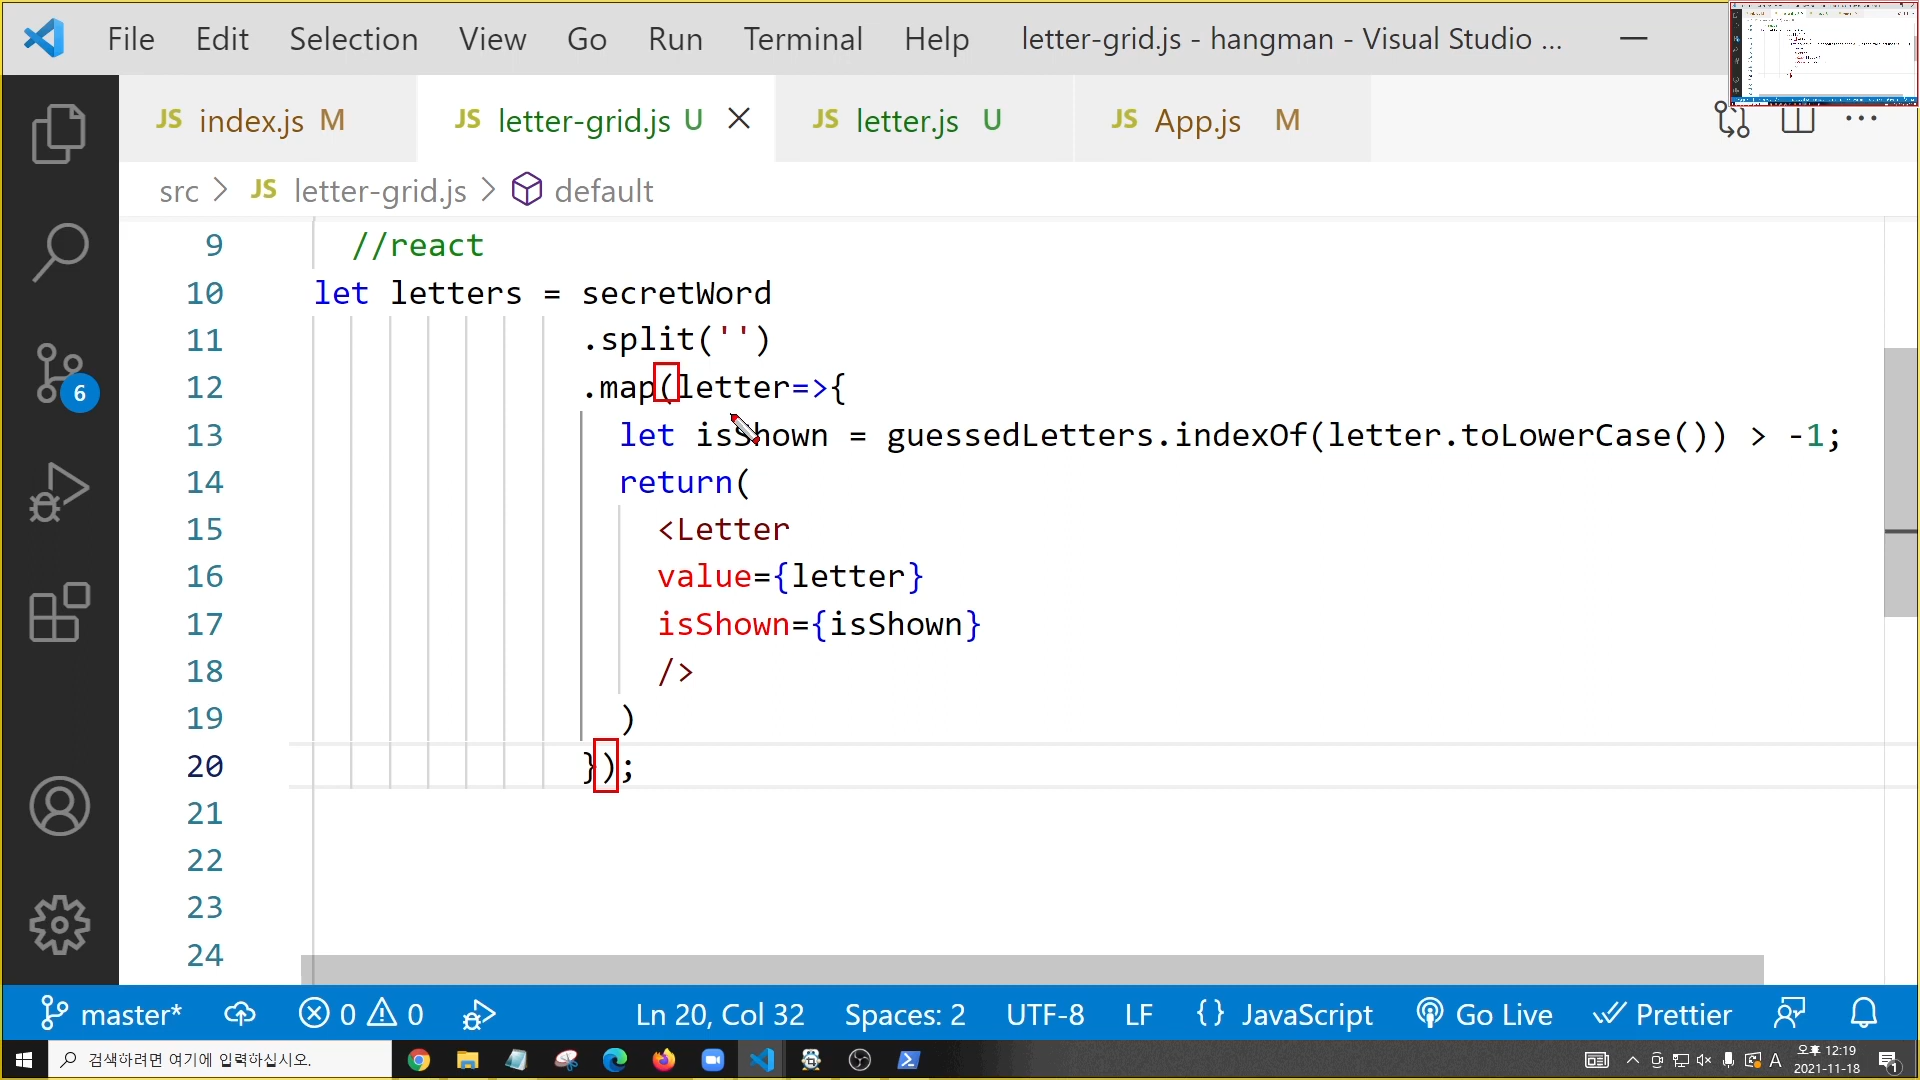 File Edit Selection View Go Run Terminal Help letter-grid.js - hangman - Visual Studio ...
JS index.js M JS letter-grid.js U JS letter.js U JS App.js M
src > JS letter-grid.js > default
9 //react
10 let letters = secretWord
11 .split('')
12 .map(letter=>{
13 let isShown = guessedLetters.indexOf(letter.toLowerCase()) > -1;
14 return(
15 <Letter
16 value={letter}
17 isShown={isShown}
18 />
19 )
20 });
21
22
23
24
6
master* 0 0 Ln 20, Col 32 Spaces: 2 UTF-8 LF {} JavaScript Go Live Prettier
검색하려면 여기에 입력하십시오. A 오후 12:19
2021-11-18 1